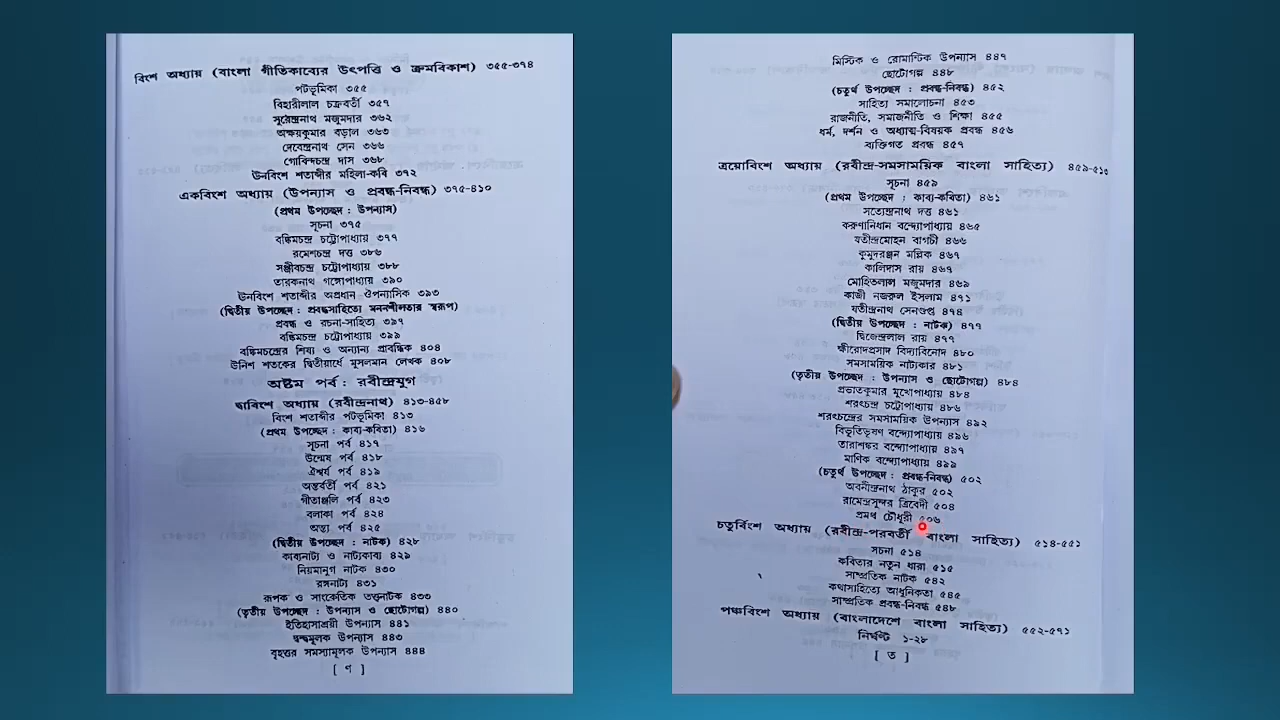 বিংশ অধ্যায় (বাংলা গীতিকাব্যের উৎপত্তি ও ক্রমবিকাশ) ৩৫৫-৩৭৪
পটভূমিকা ৩৫৫
বিহারীলাল চক্রবর্তী ৩৫৭
সুরেন্দ্রনাথ মজুমদার ৩৬২
অক্ষয়কুমার বড়াল ৩৬৩
দেবেন্দ্রনাথ সেন ৩৬৬
গোবিন্দচন্দ্র দাস ৩৬৮
ঊনবিংশ শতাব্দীর মহিলা-কবি ৩৭২
একবিংশ অধ্যায় (উপন্যাস ও প্রবন্ধ-নিবন্ধ) ৩৭৫-৪১০
(প্রথম উপচ্ছেদ : উপন্যাস)
সূচনা ৩৭৫
বঙ্কিমচন্দ্র চট্টোপাধ্যায় ৩৭৭
রমেশচন্দ্র দত্ত ৩৮৬
সঞ্জীবচন্দ্র চট্টোপাধ্যায় ৩৮৮
তারকনাথ গঙ্গোপাধ্যায় ৩৯০
ঊনবিংশ শতাব্দীর অপ্রধান ঔপন্যাসিক ৩৯৩
(দ্বিতীয় উপচ্ছেদ : প্রবন্ধসাহিত্যে মননশীলতার স্বরূপ)
প্রবন্ধ ও রচনা-সাহিত্য ৩৯৭
বঙ্কিমচন্দ্র চট্টোপাধ্যায় ৩৯৯
বঙ্কিমচন্দ্রের শিষ্য ও অন্যান্য প্রাবন্ধিক ৪০৪
উনিশ শতকের দ্বিতীয়ার্ধে মুসলমান লেখক ৪০৮
অষ্টম পর্ব : রবীন্দ্রযুগ
দ্বাবিংশ অধ্যায় (রবীন্দ্রনাথ) ৪১৩-৪৫৮
বিংশ শতাব্দীর পটভূমিকা ৪১৩
(প্রথম উপচ্ছেদ : কাব্য-কবিতা) ৪১৬
সূচনা পর্ব ৪১৭
উন্মেষ পর্ব ৪১৮
ঐশ্বর্য পর্ব ৪১৯
অন্তর্বর্তী পর্ব ৪২১
গীতাঞ্জলি পর্ব ৪২৩
বলাকা পর্ব ৪২৪
অন্ত্য পর্ব ৪২৫
(দ্বিতীয় উপচ্ছেদ : নাটক) ৪২৮
কাব্যনাট্য ও নাট্যকাব্য ৪২৯
নিয়মানুগ নাটক ৪৩০
রঙ্গনাট্য ৪৩১
রূপক ও সাংকেতিক তত্ত্বনাটক ৪৩৩
(তৃতীয় উপচ্ছেদ : উপন্যাস ও ছোটোগল্প) ৪৪০
ইতিহাসাশ্রয়ী উপন্যাস ৪৪১
দ্বন্দ্বমূলক উপন্যাস ৪৪৩
বৃহত্তর সমস্যামূলক উপন্যাস ৪৪৪
[ ণ ]
মিস্টিক ও রোমান্টিক উপন্যাস ৪৪৭
ছোটোগল্প ৪৪৮
(চতুর্থ উপচ্ছেদ : প্রবন্ধ-নিবন্ধ) ৪৫২
সাহিত্য সমালোচনা ৪৫৩
রাজনীতি, সমাজনীতি ও শিক্ষা ৪৫৫
ধর্ম, দর্শন ও অধ্যাত্ম-বিষয়ক প্রবন্ধ ৪৫৬
ব্যক্তিগত প্রবন্ধ ৪৫৭
ত্রয়োবিংশ অধ্যায় (রবীন্দ্র-সমসাময়িক বাংলা সাহিত্য) ৪৫৯-৫১৩
সূচনা ৪৫৯
(প্রথম উপচ্ছেদ : কাব্য-কবিতা) ৪৬১
সত্যেন্দ্রনাথ দত্ত ৪৬১
করুণানিধান বন্দ্যোপাধ্যায় ৪৬৫
যতীন্দ্রমোহন বাগচী ৪৬৬
কুমুদরঞ্জন মল্লিক ৪৬৭
কালিদাস রায় ৪৬৭
মোহিতলাল মজুমদার ৪৬৯
কাজী নজরুল ইসলাম ৪৭১
যতীন্দ্রনাথ সেনগুপ্ত ৪৭৪
(দ্বিতীয় উপচ্ছেদ : নাটক) ৪৭৭
দ্বিজেন্দ্রলাল রায় ৪৭৭
ক্ষীরোদপ্রসাদ বিদ্যাবিনোদ ৪৮০
সমসাময়িক নাট্যকার ৪৮১
(তৃতীয় উপচ্ছেদ : উপন্যাস ও ছোটোগল্প) ৪৮৪
প্রভাতকুমার মুখোপাধ্যায় ৪৮৪
শরৎচন্দ্র চট্টোপাধ্যায় ৪৮৬
শরৎচন্দ্রের সমসাময়িক উপন্যাস ৪৯২
বিভূতিভূষণ বন্দ্যোপাধ্যায় ৪৯৬
তারাশঙ্কর বন্দ্যোপাধ্যায় ৪৯৭
মাণিক বন্দ্যোপাধ্যায় ৪৯৯
(চতুর্থ উপচ্ছেদ : প্রবন্ধ-নিবন্ধ) ৫০২
অবনীন্দ্রনাথ ঠাকুর ৫০২
রামেন্দ্রসুন্দর ত্রিবেদী ৫০৪
প্রমথ চৌধুরী
চতুর্বিংশ অধ্যায় (রবীন্দ্র-পরবর্তী বাংলা সাহিত্য) ৫১৪-৫৫১
সূচনা ৫১৪
কবিতার নতুন ধারা ৫১৫
সাম্প্রতিক নাটক ৫৪২
কথাসাহিত্যে আধুনিকতা ৫৪৫
সাম্প্রতিক প্রবন্ধ-নিবন্ধ ৫৪৮
পঞ্চবিংশ অধ্যায় (বাংলাদেশে বাংলা সাহিত্য) ৫৫২-৫৭১
নির্ঘণ্ট ১-২৮
[ ত ]